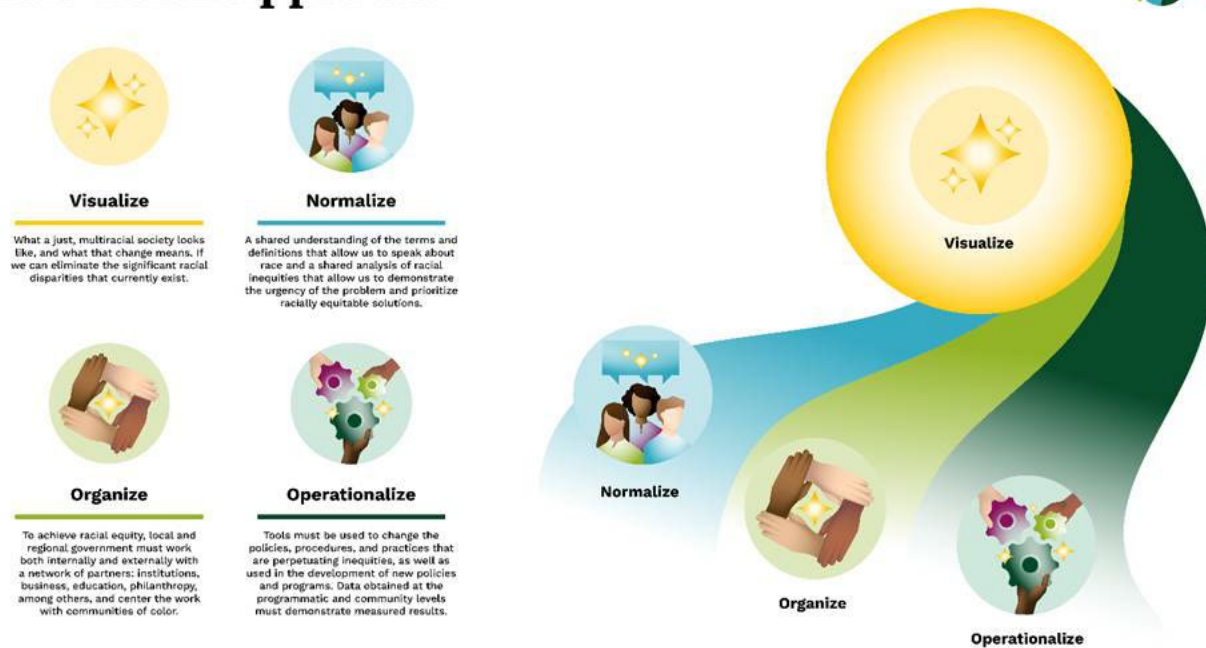 Visualize
What a just, multiracial society looks
like, and what that change means. If
we can eliminate the significant racial
disparities that currently exist.
Normalize
A shared understanding of the terms and
definitions that allow us to speak about
race and a shared analysis of racial
inequities that allow us to demonstrate
the urgency of the problem and prioritize
racially equitable solutions.
Organize
To achieve racial equity, local and
regional government must work
both internally and externally with
a network of partners: institutions,
business, education, philanthropy,
among others, and center the work
with communities of color.
Operationalize
Tools must be used to change the
policies, procedures, and practices that
are perpetuating inequities, as well as
used in the development of new policies
and programs. Data obtained at the
programmatic and community levels
must demonstrate measured results.
Visualize
Normalize
Organize
Operationalize